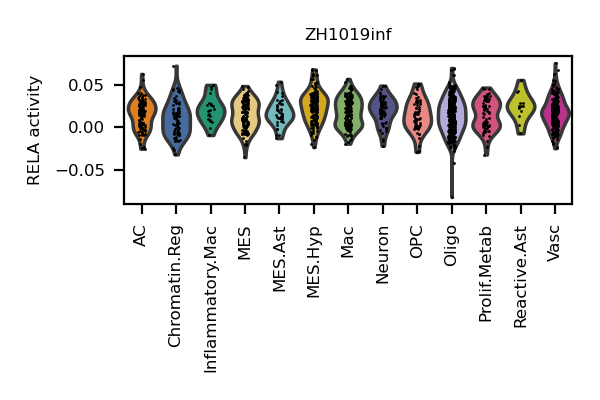 ZH1019inf
RELA activity
0.05
0.00
−0.05
AC
Chromatin.Reg
Inflammatory.Mac
MES
MES.Ast
MES.Hyp
Mac
Neuron
OPC
Oligo
Prolif.Metab
Reactive.Ast
Vasc